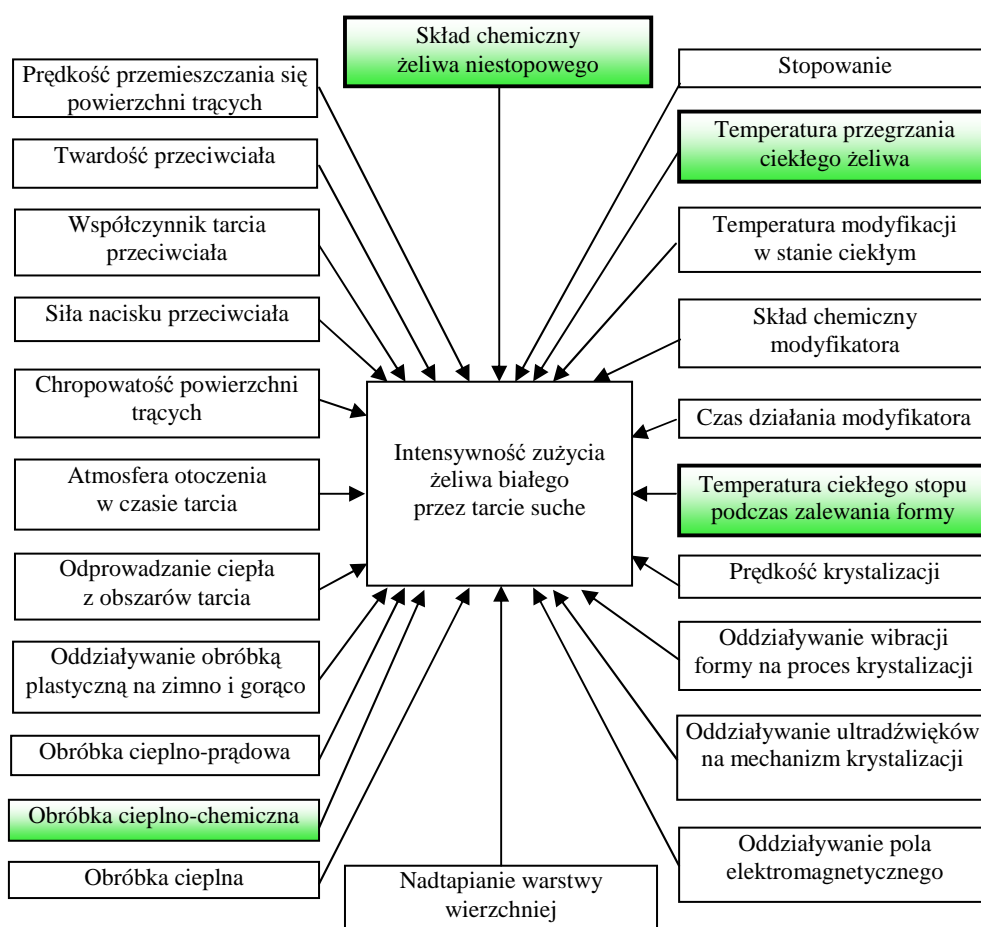 Skład chemiczny
żeliwa niestopowego
Prędkość przemieszczania się
powierzchni trących
Twardość przeciwciała
Współczynnik tarcia
przeciwciała
Siła nacisku przeciwciała
Chropowatość powierzchni
trących
Atmosfera otoczenia
w czasie tarcia
Odprowadzanie ciepła
z obszarów tarcia
Oddziaływanie obróbką
plastyczną na zimno i gorąco
Obróbka cieplno-prądowa
Obróbka cieplno-chemiczna
Obróbka cieplna
Intensywność zużycia
żeliwa białego
przez tarcie suche
Nadtapianie warstwy
wierzchniej
Stopowanie
Temperatura przegrzania
ciekłego żeliwa
Temperatura modyfikacji
w stanie ciekłym
Skład chemiczny
modyfikatora
Czas działania modyfikatora
Temperatura ciekłego stopu
podczas zalewania formy
Prędkość krystalizacji
Oddziaływanie wibracji
formy na proces krystalizacji
Oddziaływanie ultradźwięków
na mechanizm krystalizacji
Oddziaływanie pola
elektromagnetycznego